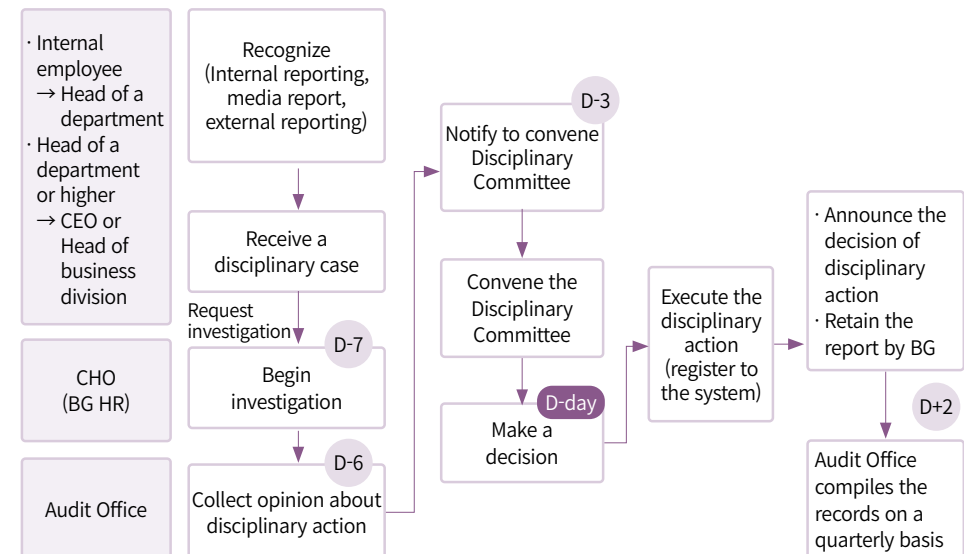 · Internal
employee
→ Head of a
department
· Head of a
department
or higher
→ CEO or
Head of
business
division
CHO
(BG HR)
Audit Office
Recognize
(Internal reporting,
media report,
external reporting)
Receive a
disciplinary case
Request
investigation
D-7
Begin
investigation
D-6
Collect opinion about
disciplinary action
D-3
Notify to convene
Disciplinary
Committee
Convene the
Disciplinary
Committee
D-day
Make a
decision
Execute the
disciplinary
action
(register to
the system)
· Announce the
decision of
disciplinary
action
· Retain the
report by BG
D+2
Audit Office
compiles the
records on a
quarterly basis